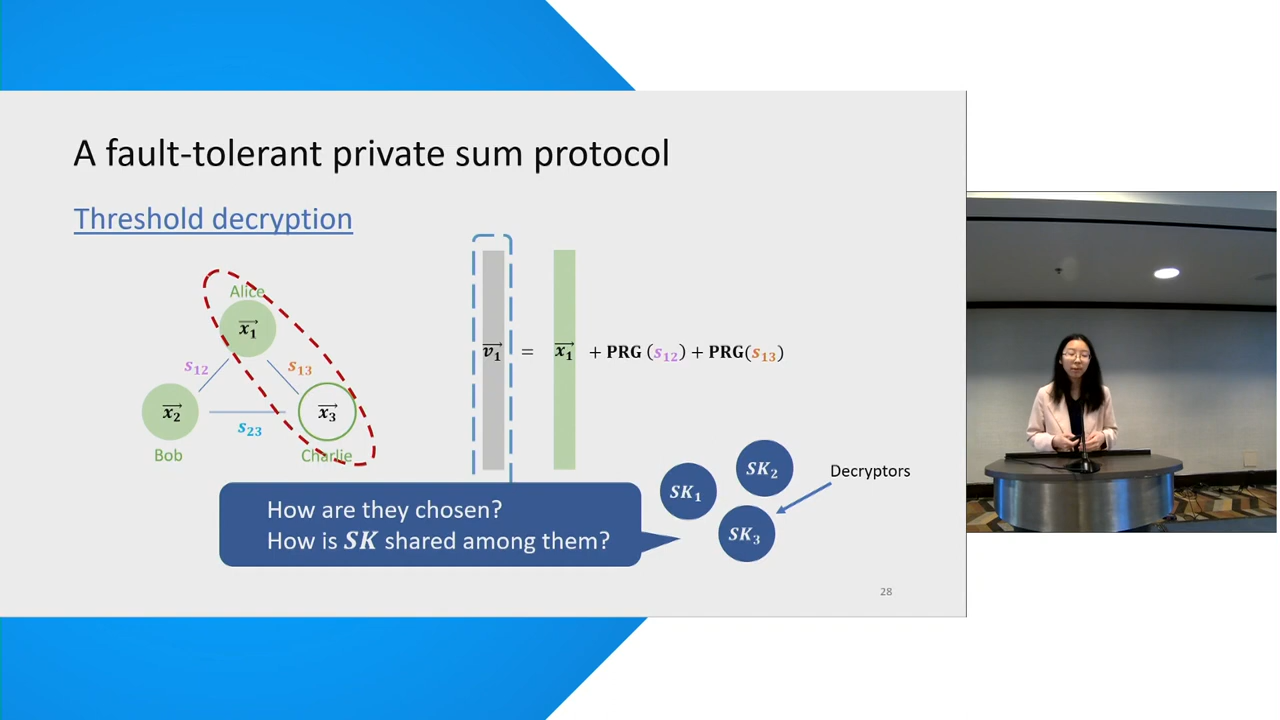 A fault-tolerant private sum protocol
Threshold decryption
Alice
x₁
s₁₂
s₁₃
x₂
x₃
s₂₃
Bob
Charlie
v₁ = x₁ + PRG (s₁₂) + PRG(s₁₃)
How are they chosen?
How is SK shared among them?
SK₁
SK₂
SK₃
Decryptors
28